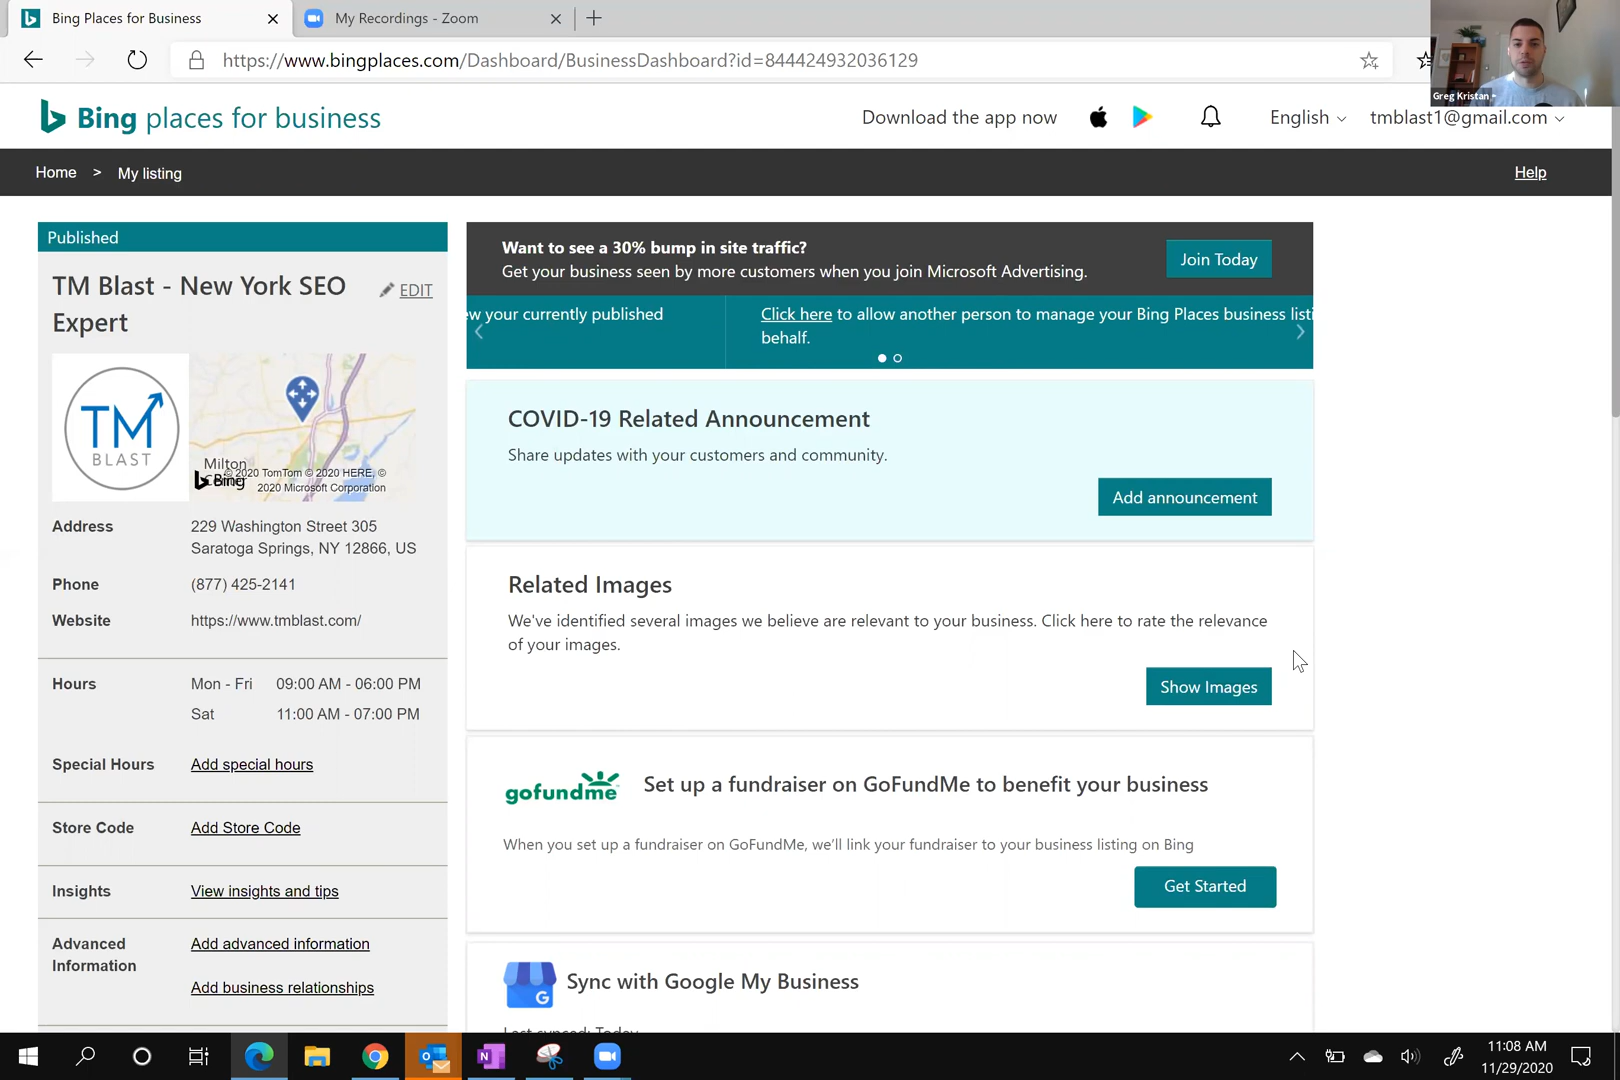 Bing Places for Business
My Recordings - Zoom
https://www.bingplaces.com/Dashboard/BusinessDashboard?id=844424932036129
Greg Kristan
Bing places for business
Download the app now
English
tmblast1@gmail.com
Home > My listing
Help
Published
TM Blast - New York SEO
Expert
EDIT
TM
BLAST
Milton
Center
© 2020 TomTom © 2020 HERE, ©
Bing
2020 Microsoft Corporation
Address
229 Washington Street 305
Saratoga Springs, NY 12866, US
Phone
(877) 425-2141
Website
https://www.tmblast.com/
Hours
Mon - Fri 09:00 AM - 06:00 PM
Sat 11:00 AM - 07:00 PM
Special Hours
Add special hours
Store Code
Add Store Code
Insights
View insights and tips
Advanced
Information
Add advanced information
Add business relationships
Want to see a 30% bump in site traffic?
Get your business seen by more customers when you join Microsoft Advertising.
Join Today
ew your currently published
Click here to allow another person to manage your Bing Places business listi
behalf.
COVID-19 Related Announcement
Share updates with your customers and community.
Add announcement
Related Images
We've identified several images we believe are relevant to your business. Click here to rate the relevance
of your images.
Show Images
gofundme
Set up a fundraiser on GoFundMe to benefit your business
When you set up a fundraiser on GoFundMe, we'll link your fundraiser to your business listing on Bing
Get Started
G
Sync with Google My Business
Last synced: Today
11:08 AM
11/29/2020